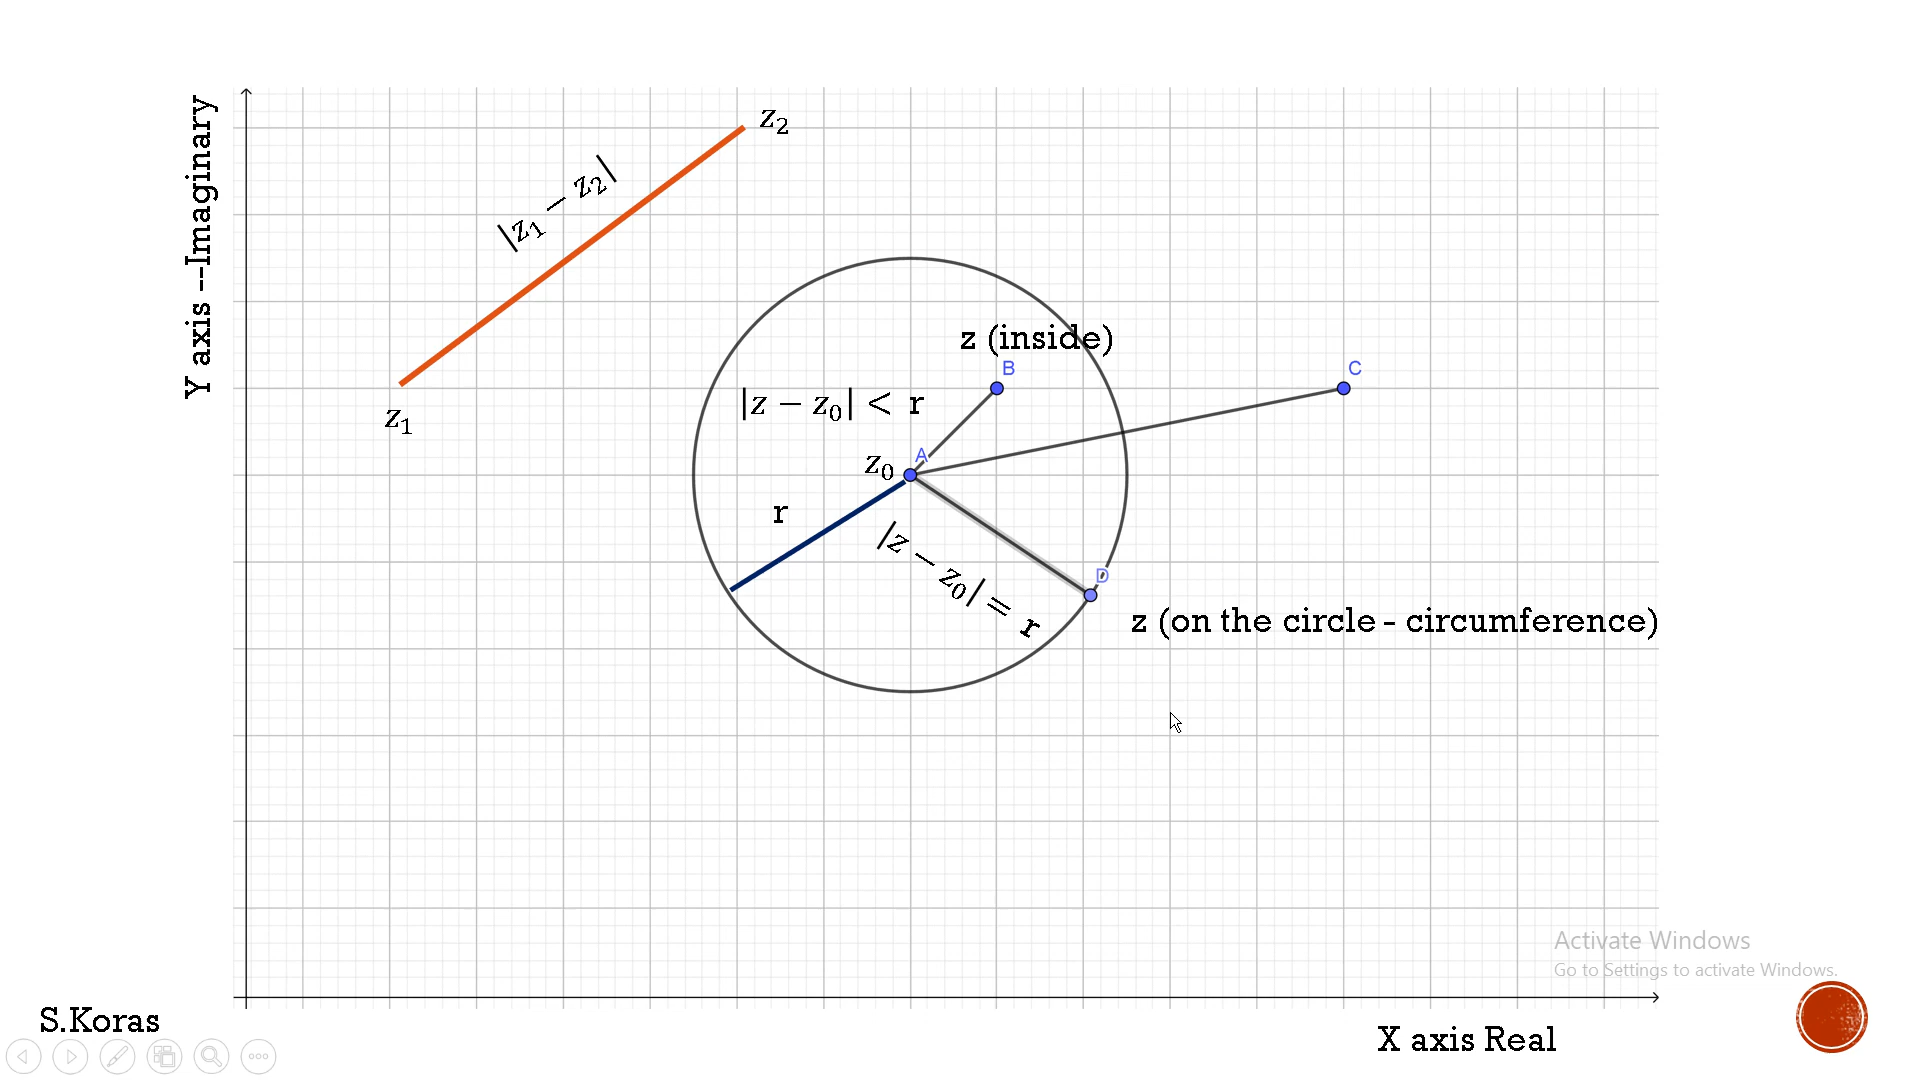 Y axis --Imaginary
z₂
|z₁ − z₂|
z₁
z (inside)
B
C
|z − z₀| < r
A
z₀
r
|z − z₀| = r
D
z (on the circle - circumference)
Activate Windows
Go to Settings to activate Windows.
S.Koras
X axis Real